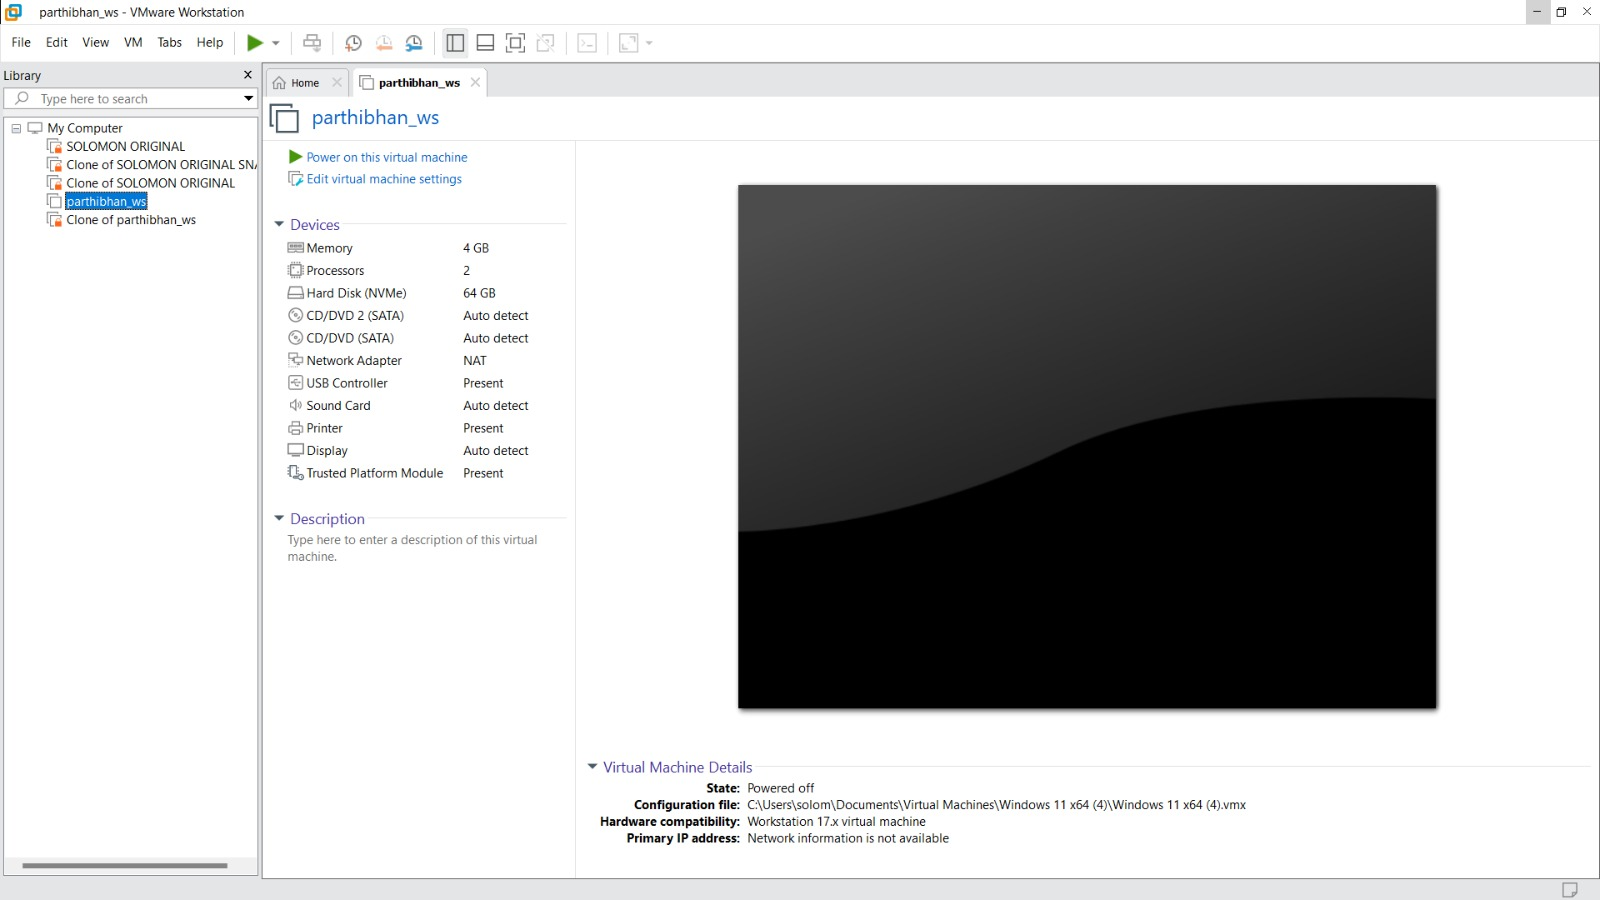 parthibhan_ws - VMware Workstation
File Edit View VM Tabs Help
Library
Type here to search
My Computer
SOLOMON ORIGINAL
Clone of SOLOMON ORIGINAL SNA
Clone of SOLOMON ORIGINAL
parthibhan_ws
Clone of parthibhan_ws
Home
parthibhan_ws
parthibhan_ws
Power on this virtual machine
Edit virtual machine settings
Devices
Memory 4 GB
Processors 2
Hard Disk (NVMe) 64 GB
CD/DVD 2 (SATA) Auto detect
CD/DVD (SATA) Auto detect
Network Adapter NAT
USB Controller Present
Sound Card Auto detect
Printer Present
Display Auto detect
Trusted Platform Module Present
Description
Type here to enter a description of this virtual
machine.
Virtual Machine Details
State: Powered off
Configuration file: C:\Users\solom\Documents\Virtual Machines\Windows 11 x64 (4)\Windows 11 x64 (4).vmx
Hardware compatibility: Workstation 17.x virtual machine
Primary IP address: Network information is not available